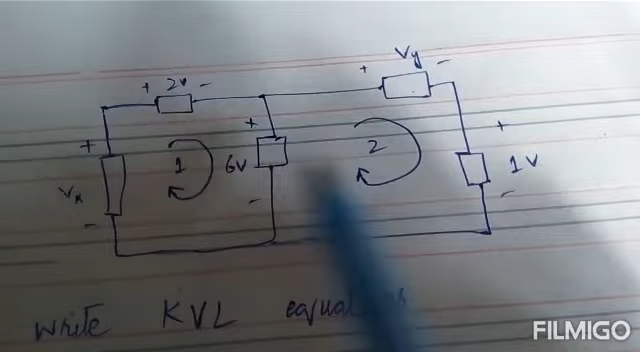 Vy
+ -
+ 2v -
+ + +
1 2
Vx 6V 1V
- - -
write KVL
FILMIGO